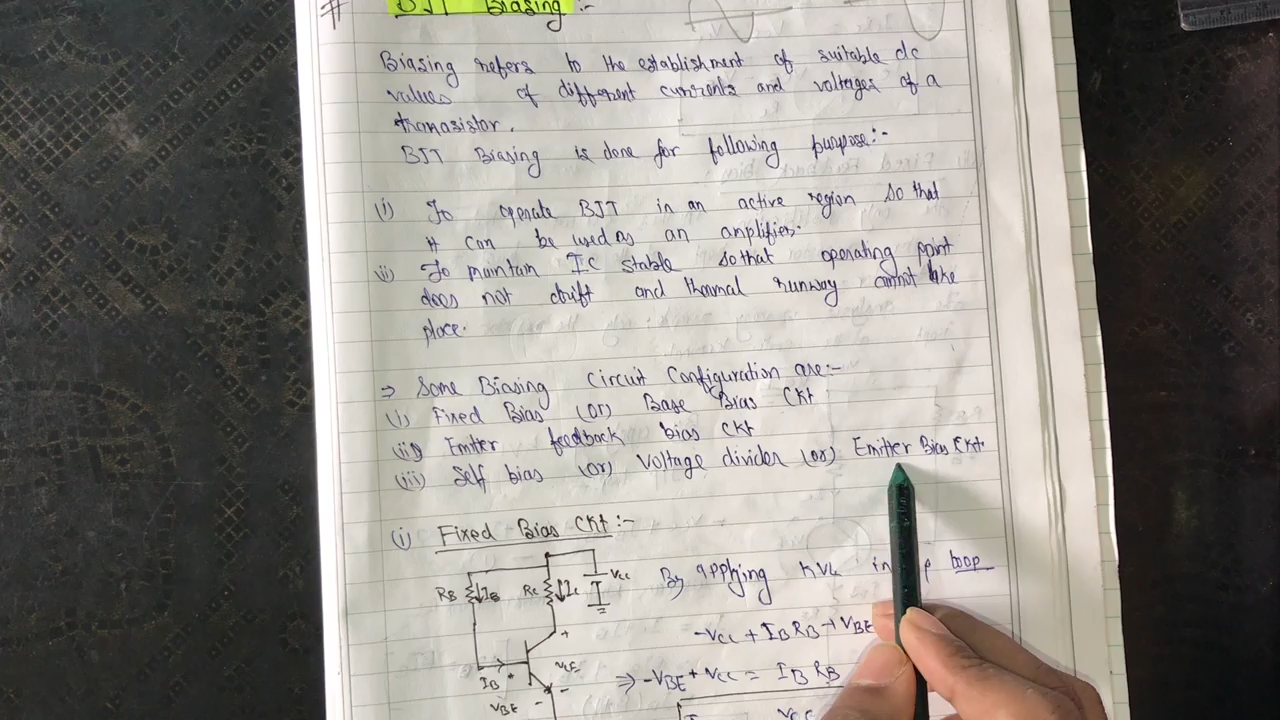 # BJT Biasing :-
Biasing refers to the establishment of suitable dc
values of different currents and voltages of a
transistor.
BJT Biasing is done for following purpose:-
(i) To operate BJT in an active region so that
it can be used as an amplifier.
(ii) To maintain IC stable so that operating point
does not drift and thermal runway cannot take
place.
⇒ Some Biasing Circuit Configuration are:-
(i) Fixed Bias (or) Base Bias CKt
(ii) Emitter feedback bias CKt
(iii) Self bias (or) Voltage divider (or) Emitter Bias CKt.
(i) Fixed Bias CKt :-
RB IB RC IC VCC
By applying KVL in loop
+
-VCC + IB RB + VBE
VCE
IB
⇒ -VBE + VCC = IB RB
-
VBE -
VCC